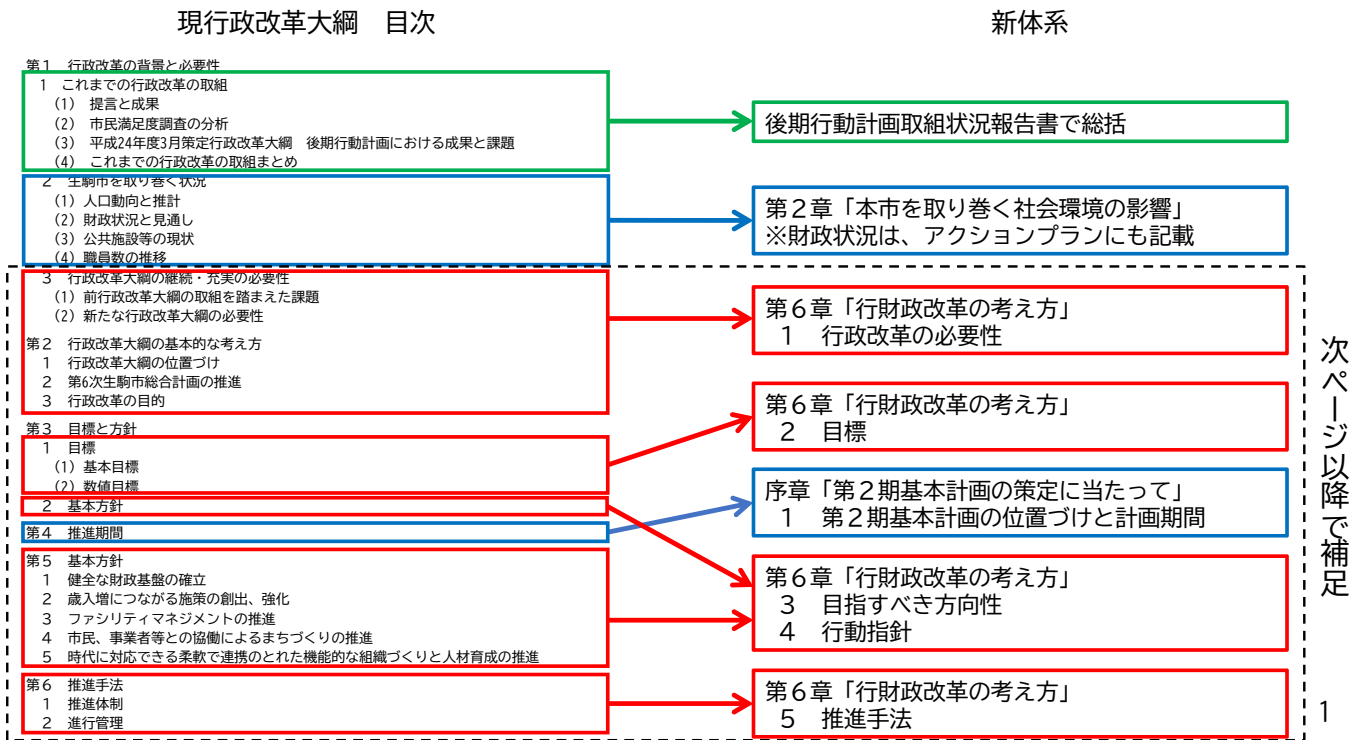 現行政改革大綱　目次
第1　行政改革の背景と必要性
1　これまでの行政改革の取組
(1)　提言と成果
(2)　市民満足度調査の分析
(3)　平成24年度3月策定行政改革大綱　後期行動計画における成果と課題
(4)　これまでの行政改革の取組まとめ
2　生駒市を取り巻く状況
(1) 人口動向と推計
(2) 財政状況と見通し
(3) 公共施設等の現状
(4) 職員数の推移
3　行政改革大綱の継続・充実の必要性
(1) 前行政改革大綱の取組を踏まえた課題
(2) 新たな行政改革大綱の必要性
第2　行政改革大綱の基本的な考え方
1　行政改革大綱の位置づけ
2　第6次生駒市総合計画の推進
3　行政改革の目的
第3　目標と方針
1　目標
(1) 基本目標
(2) 数値目標
2　基本方針
第4　推進期間
第5　基本方針
1　健全な財政基盤の確立
2　歳入増につながる施策の創出、強化
3　ファシリティマネジメントの推進
4　市民、事業者等との協働によるまちづくりの推進
5　時代に対応できる柔軟で連携のとれた機能的な組織づくりと人材育成の推進
第6　推進手法
1　推進体制
2　進行管理
新体系
後期行動計画取組状況報告書で総括
第2章「本市を取り巻く社会環境の影響」
※財政状況は、アクションプランにも記載
第6章「行財政改革の考え方」
1　行政改革の必要性
第6章「行財政改革の考え方」
2　目標
序章「第2期基本計画の策定に当たって」
1　第2期基本計画の位置づけと計画期間
第6章「行財政改革の考え方」
3　目指すべき方向性
4　行動指針
第6章「行財政改革の考え方」
5　推進手法
次ページ以降で補足
1